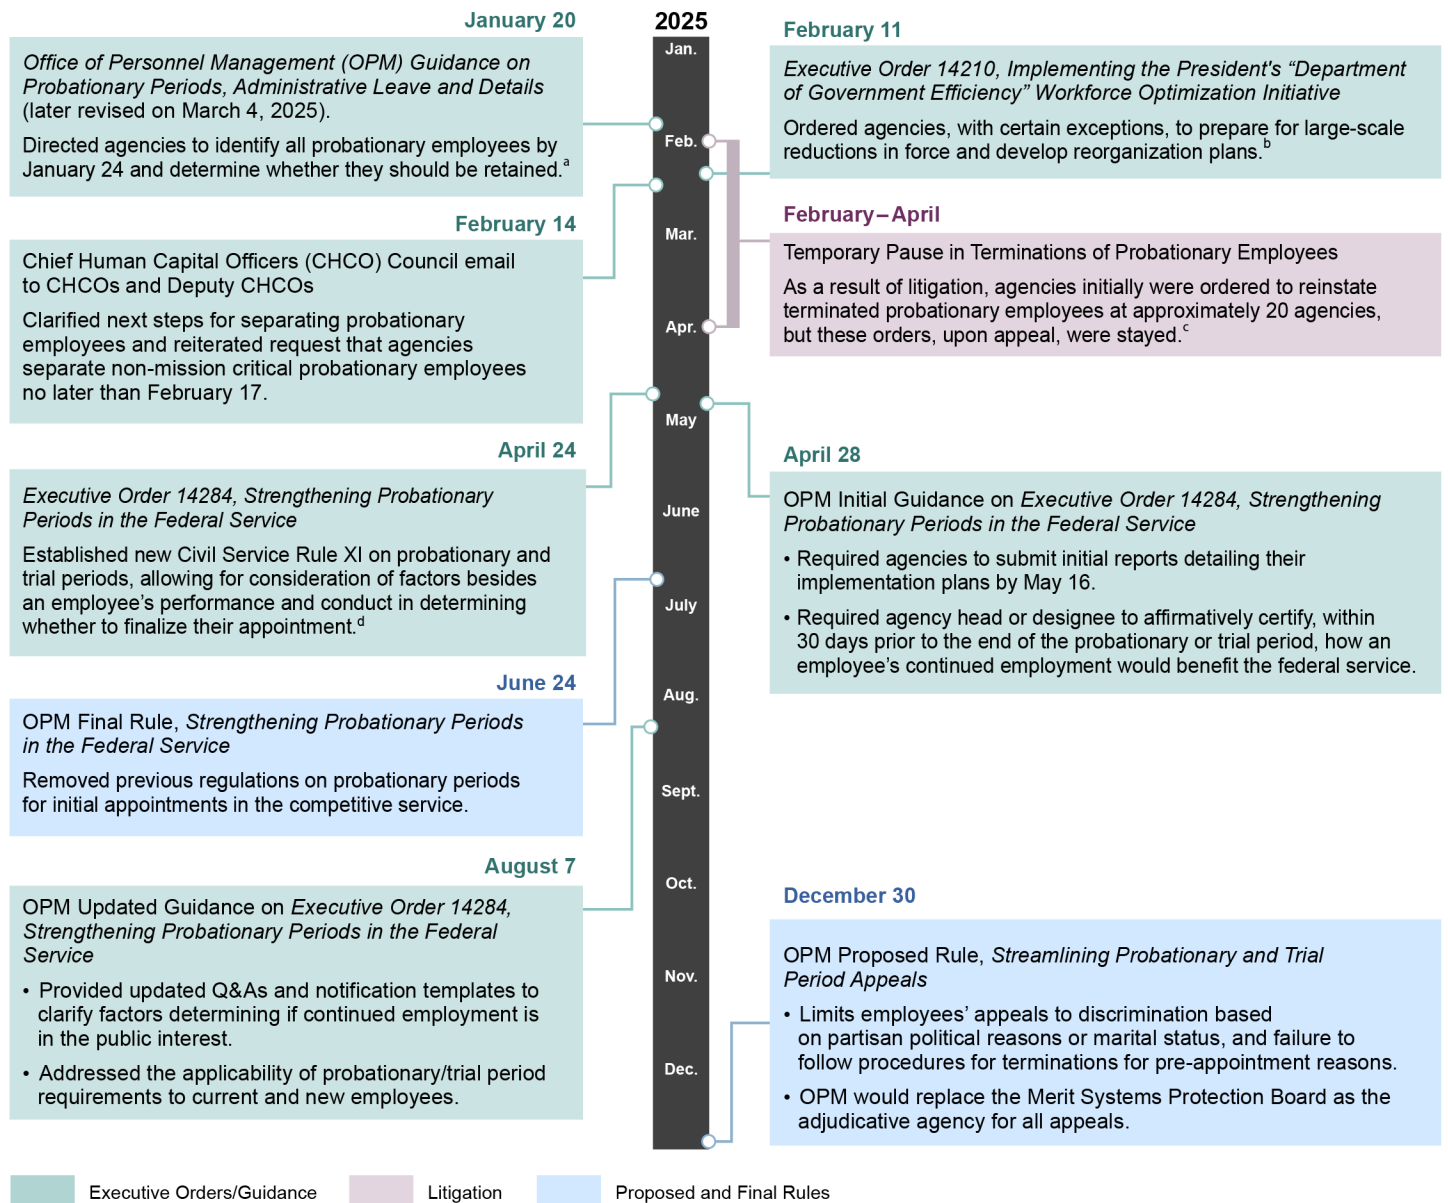 2025
Jan.
Feb.
Mar.
Apr.
May
June
July
Aug.
Sept.
Oct.
Nov.
Dec.
January 20
Office of Personnel Management (OPM) Guidance on
Probationary Periods, Administrative Leave and Details
(later revised on March 4, 2025).
Directed agencies to identify all probationary employees by
January 24 and determine whether they should be retained.a
February 11
Executive Order 14210, Implementing the President's “Department
of Government Efficiency” Workforce Optimization Initiative
Ordered agencies, with certain exceptions, to prepare for large-scale
reductions in force and develop reorganization plans.b
February 14
Chief Human Capital Officers (CHCO) Council email
to CHCOs and Deputy CHCOs
Clarified next steps for separating probationary
employees and reiterated request that agencies
separate non-mission critical probationary employees
no later than February 17.
February–April
Temporary Pause in Terminations of Probationary Employees
As a result of litigation, agencies initially were ordered to reinstate
terminated probationary employees at approximately 20 agencies,
but these orders, upon appeal, were stayed.c
April 24
Executive Order 14284, Strengthening Probationary
Periods in the Federal Service
Established new Civil Service Rule XI on probationary and
trial periods, allowing for consideration of factors besides
an employee’s performance and conduct in determining
whether to finalize their appointment.d
April 28
OPM Initial Guidance on Executive Order 14284, Strengthening
Probationary Periods in the Federal Service
• Required agencies to submit initial reports detailing their
implementation plans by May 16.
• Required agency head or designee to affirmatively certify, within
30 days prior to the end of the probationary or trial period, how an
employee’s continued employment would benefit the federal service.
June 24
OPM Final Rule, Strengthening Probationary Periods
in the Federal Service
Removed previous regulations on probationary periods
for initial appointments in the competitive service.
August 7
OPM Updated Guidance on Executive Order 14284,
Strengthening Probationary Periods in the Federal
Service
• Provided updated Q&As and notification templates to
clarify factors determining if continued employment is
in the public interest.
• Addressed the applicability of probationary/trial period
requirements to current and new employees.
December 30
OPM Proposed Rule, Streamlining Probationary and Trial
Period Appeals
• Limits employees’ appeals to discrimination based
on partisan political reasons or marital status, and failure to
follow procedures for terminations for pre-appointment reasons.
• OPM would replace the Merit Systems Protection Board as the
adjudicative agency for all appeals.
Executive Orders/Guidance
Litigation
Proposed and Final Rules